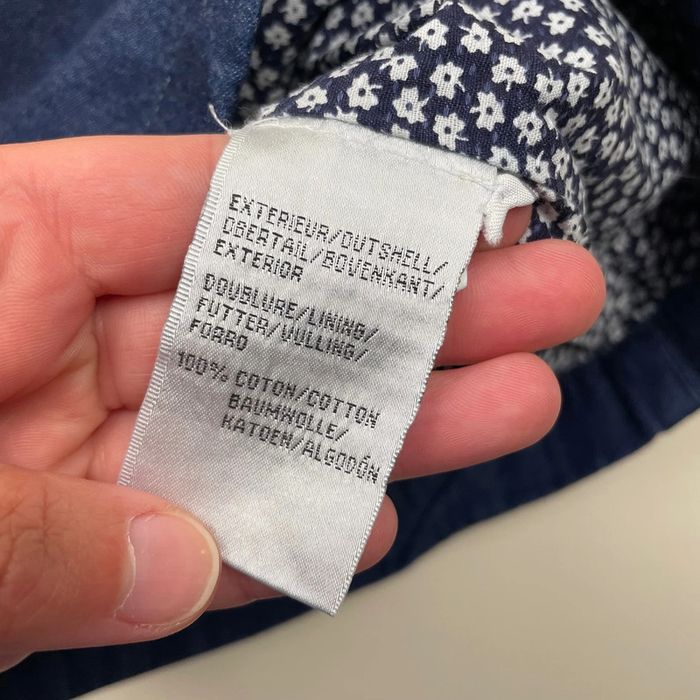 EXTERIEUR/OUTSHELL/
OBERTAIL/BOVENKANT/
EXTERIOR
DOUBLURE/LINING/
FUTTER/VULLING/
FORRO
100% COTON/COTTON
BAUMWOLLE/
KATOEN/ALGODÓN